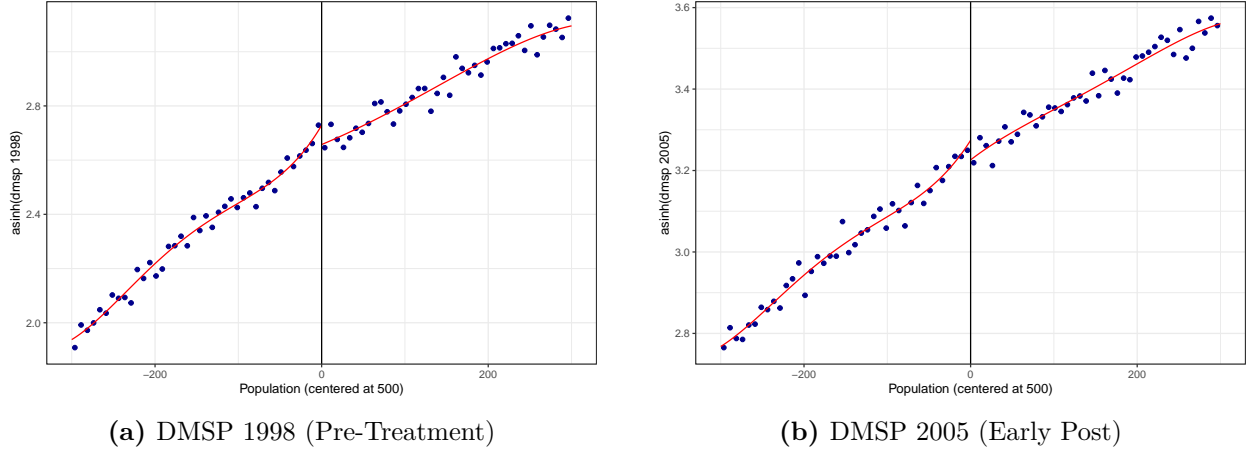 asinh(dmsp 1998)
2.8
2.4
2.0
−200
0
200
Population (centered at 500)
(a) DMSP 1998 (Pre-Treatment)
asinh(dmsp 2005)
3.6
3.4
3.2
3.0
2.8
−200
0
200
Population (centered at 500)
(b) DMSP 2005 (Early Post)